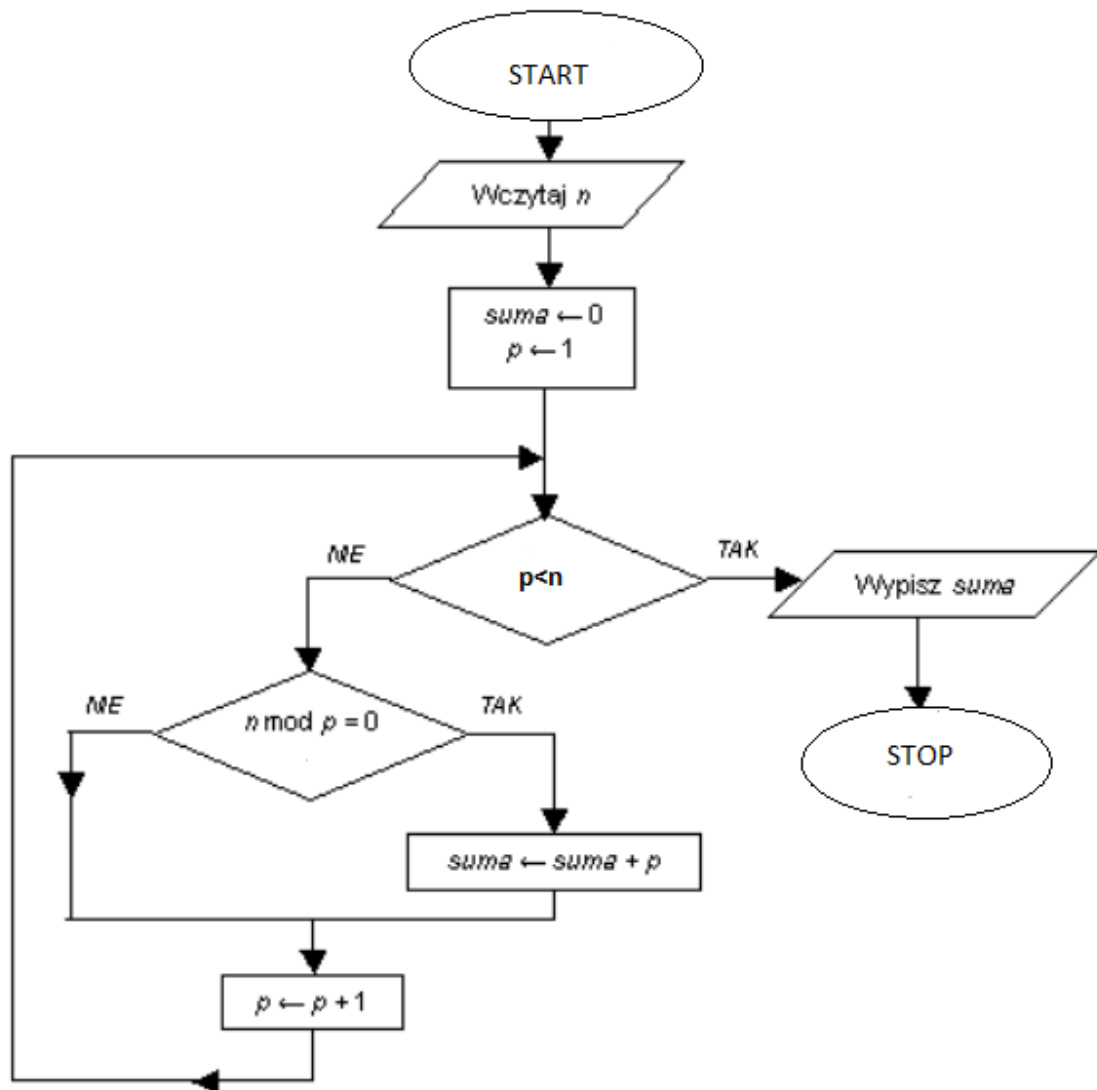 START
Wczytaj n
suma ← 0
p ← 1
NIE
p<n
TAK
Wypisz suma
NIE
n mod p = 0
TAK
STOP
suma ← suma + p
p ← p + 1